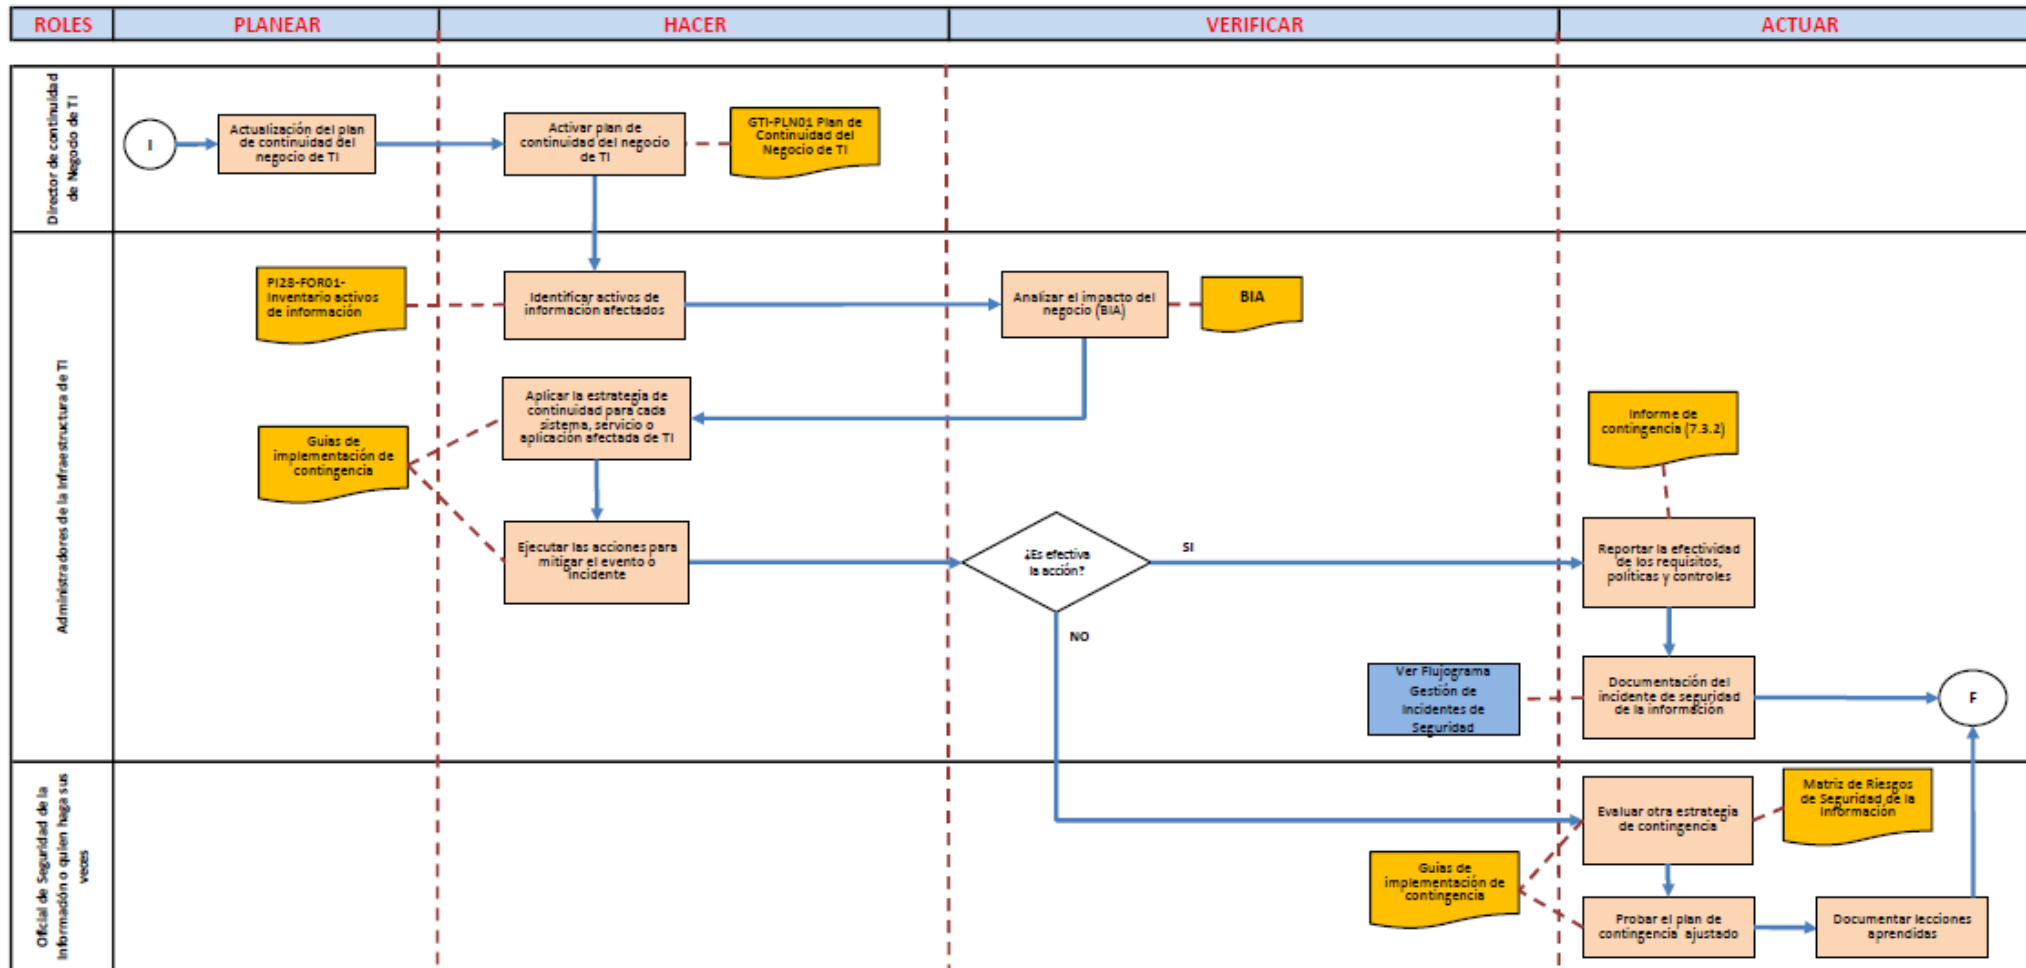 ROLES
PLANEAR
HACER
VERIFICAR
ACTUAR
Director de continuidad
de Negocio de TI
I
Actualización del plan
de continuidad del
negocio de TI
Activar plan de
continuidad del negocio
de TI
GTI-PLN01 Plan de
Continuidad del
Negocio de TI
Administradores de la Infraestructura de TI
PI28-FOR01-
Inventario activos
de información
Identificar activos de
información afectados
Analizar el impacto del
negocio (BIA)
BIA
Aplicar la estrategia de
continuidad para cada
sistema, servicio o
aplicación afectada de TI
Guías de
implementación de
contingencia
Informe de
contingencia (7.3.2)
Ejecutar las acciones para
mitigar el evento o
incidente
¿Es efectiva
la acción?
SI
NO
Reportar la efectividad
de los requisitos,
políticas y controles
Ver Flujograma
Gestión de
Incidentes de
Seguridad
Documentación del
incidente de seguridad
de la información
F
Oficial de Seguridad de la
Información o quien haga sus
veces
Evaluar otra estrategia
de contingencia
Matriz de Riesgos
de Seguridad de la
Información
Guías de
implementación de
contingencia
Probar el plan de
contingencia ajustado
Documentar lecciones
aprendidas